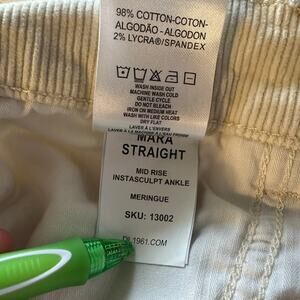 98% COTTON-COTON-
ALGODÃO - ALGODON
2% LYCRA®/SPANDEX
WASH INSIDE OUT
MACHINE WASH COLD
GENTLE CYCLE
DO NOT BLEACH
IRON ON MEDIUM HEAT
WASH WITH LIKE COLORS
DRY FLAT
LAVER À L'ENVERS
MARA
STRAIGHT
MID RISE
INSTASCULPT ANKLE
MERINGUE
SKU: 13002
1961.COM